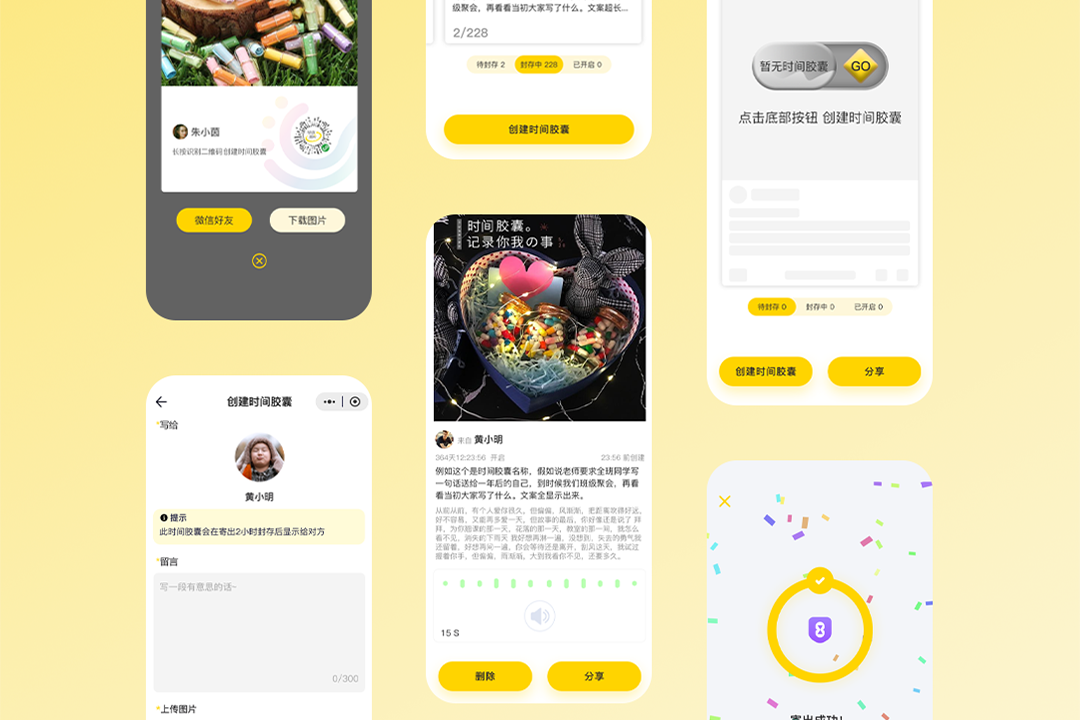 朱小茵
长按识别二维码 创建时间胶囊
微信好友
下载图片
创建时间胶囊
*写给
黄小明
提示
此时间胶囊会在寄出2小时封存后显示给对方
*留言
写一段有意思的话~
0/300
*上传图片
级聚会，再看看当初大家写了什么。文案超长...
2/228
待封存 2
封存中 228
已开启 0
创建时间胶囊
时间胶囊。
记录你我の事
来自 黄小明
364天12:23:56 开启
23:56 前创建
例如这个是时间胶囊名称，假如说老师要求全班同学写
一句话送给一年后的自己，到时候我们班级聚会，再看
看当初大家写了什么。文案全显示出来。
从前从前，有个人爱你很久，但偏偏，风渐渐，把距离吹得好远，
好不容易，又能再多爱一天，但故事的最后，你好像还是说了 拜
拜，为你翘课的那一天，花落的那一天，教室的那一间，我怎么
看不见，消失的下雨天 我好想再淋一遍，没想到，失去的勇气我
还留着，好想再问一遍，你会等待还是离开，刮风这天，我试过
握着你手，但偏偏，雨渐渐，大到我看你不见，还要多久。
15 S
删除
分享
暂无时间胶囊
GO
点击底部按钮 创建时间胶囊
待封存 0
封存中 0
已开启 0
创建时间胶囊
分享
寄出成功!